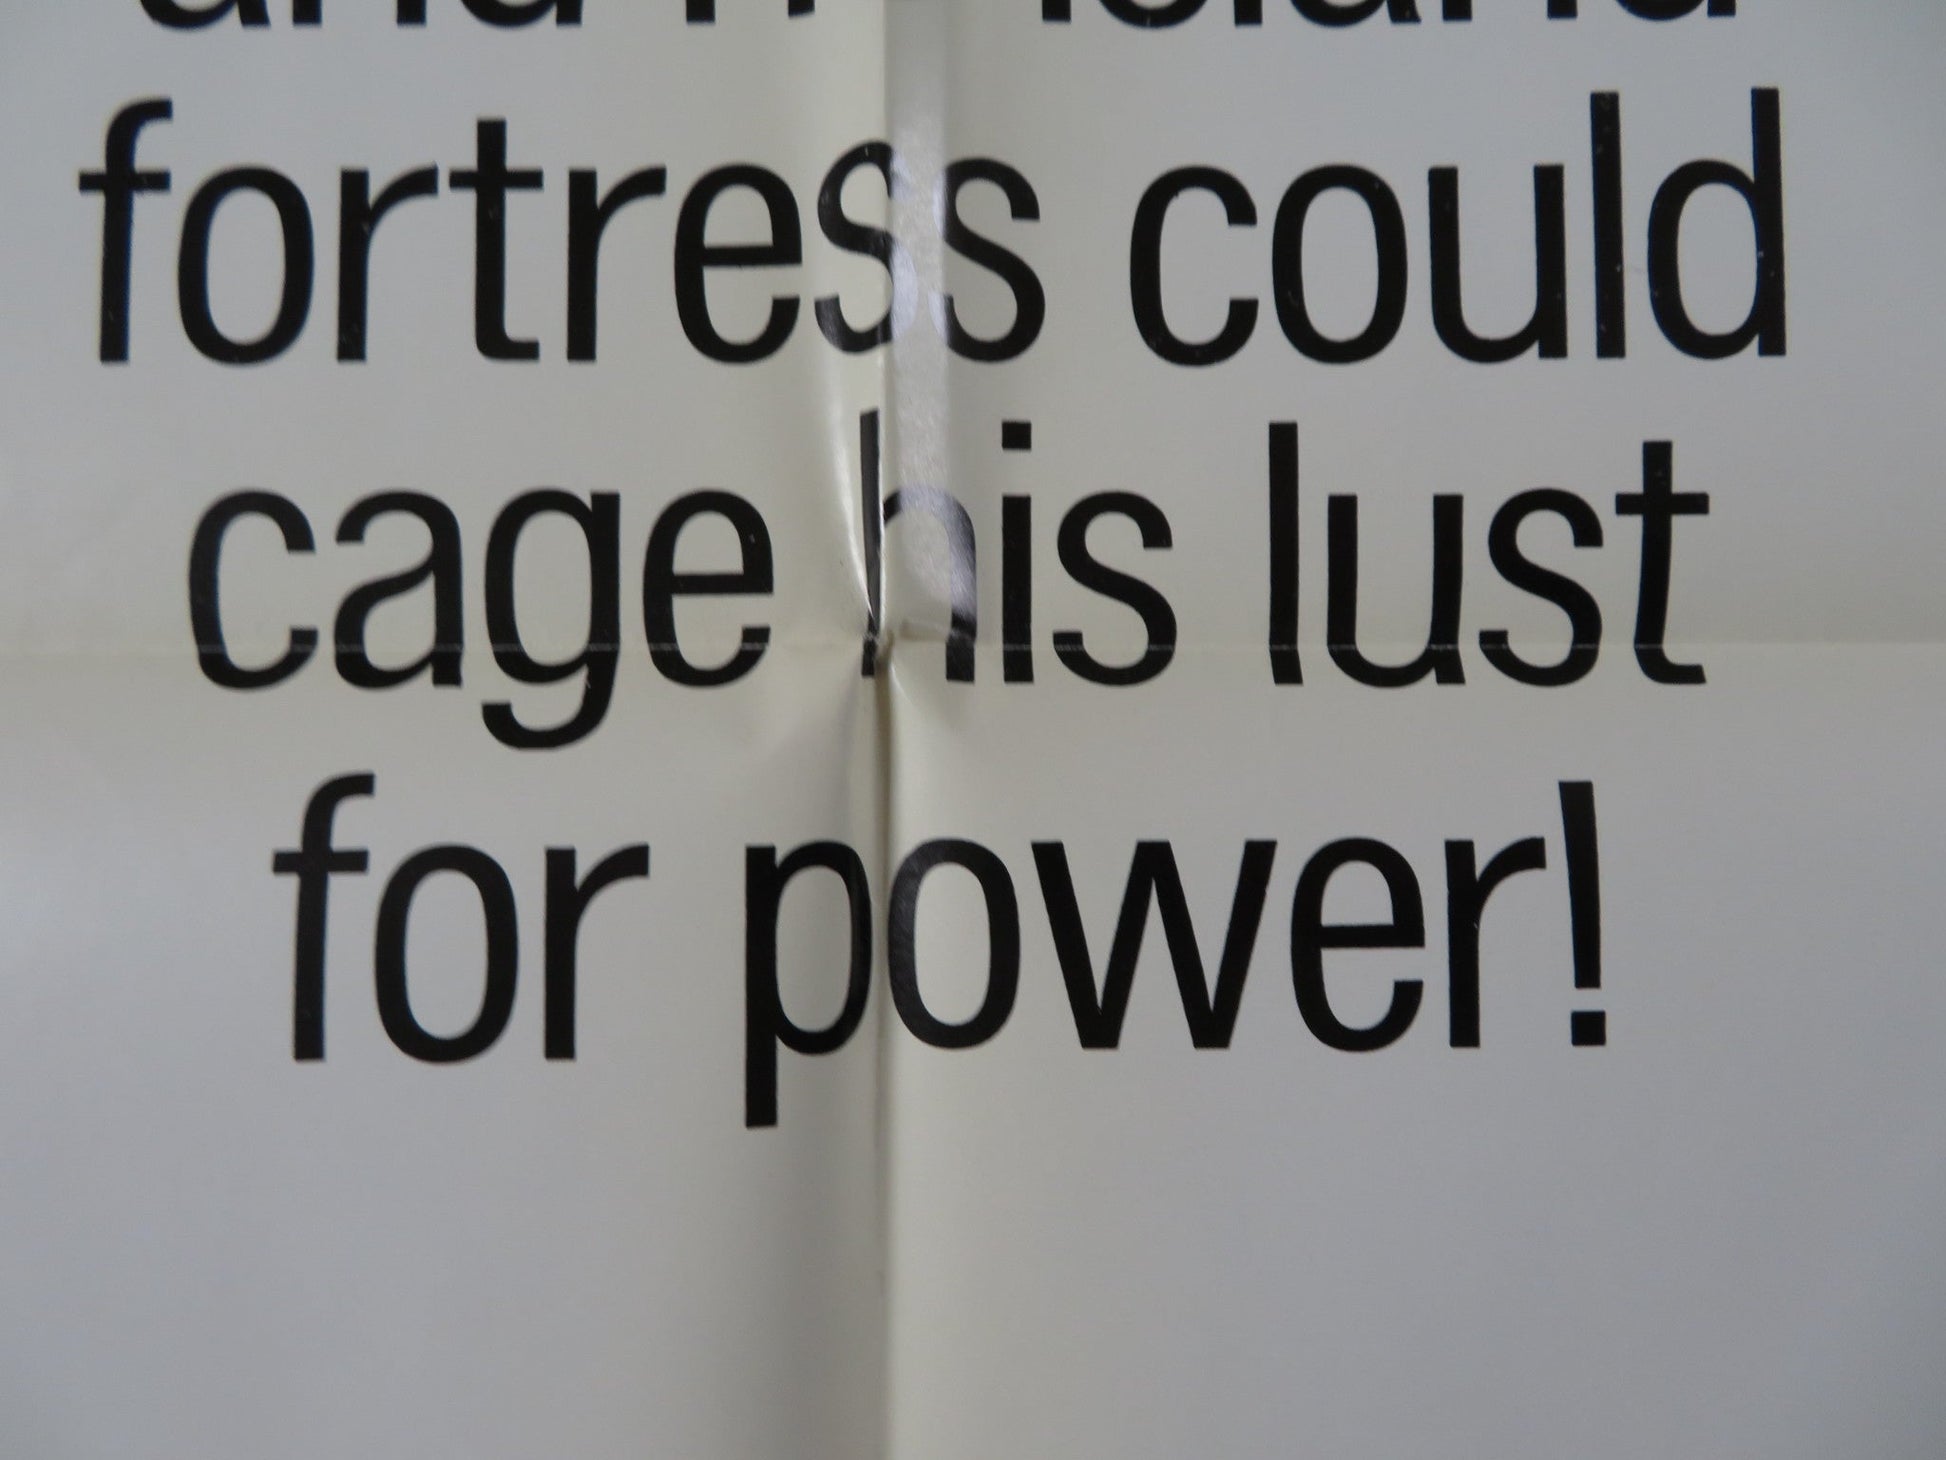 fortress could
cage his lust
for power!